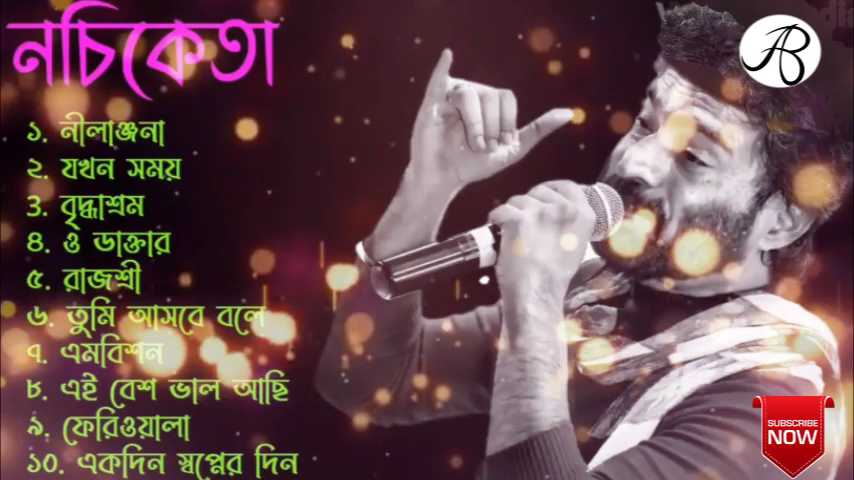 নচিকেতা
১. নীলাঞ্জনা
২. যখন সময়
3. বৃদ্ধাশ্রম
৪. ও ডাক্তার
৫. রাজশ্রী
৬. তুমি আসবে বলে
৭. এমবিশন
৮. এই বেশ ভাল আছি
৯. ফেরিওয়ালা
১০. একদিন স্বপ্নের দিন
AB
SUBSCRIBE
NOW